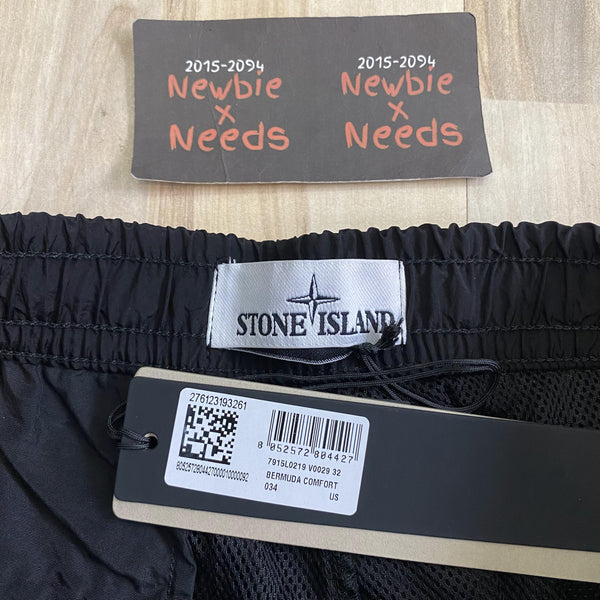 2015-2094
Newbie
x
Needs
2015-2094
Newbie
x
Needs
STONE ISLAND
276123193261
8052572804427000010000092
8 052572 804427
7915L0219 V0029 32
BERMUDA COMFORT
034
US